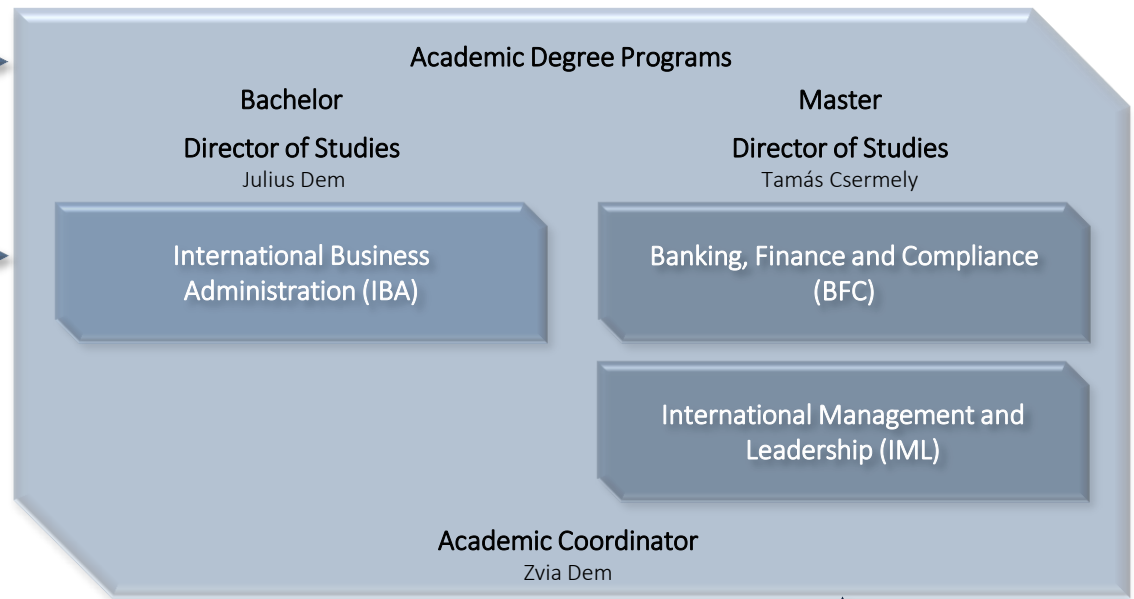 Academic Degree Programs
Bachelor
Director of Studies
Julius Dem
International Business
Administration (IBA)
Master
Director of Studies
Tamás Csermely
Banking, Finance and Compliance
(BFC)
International Management and
Leadership (IML)
Academic Coordinator
Zvia Dem